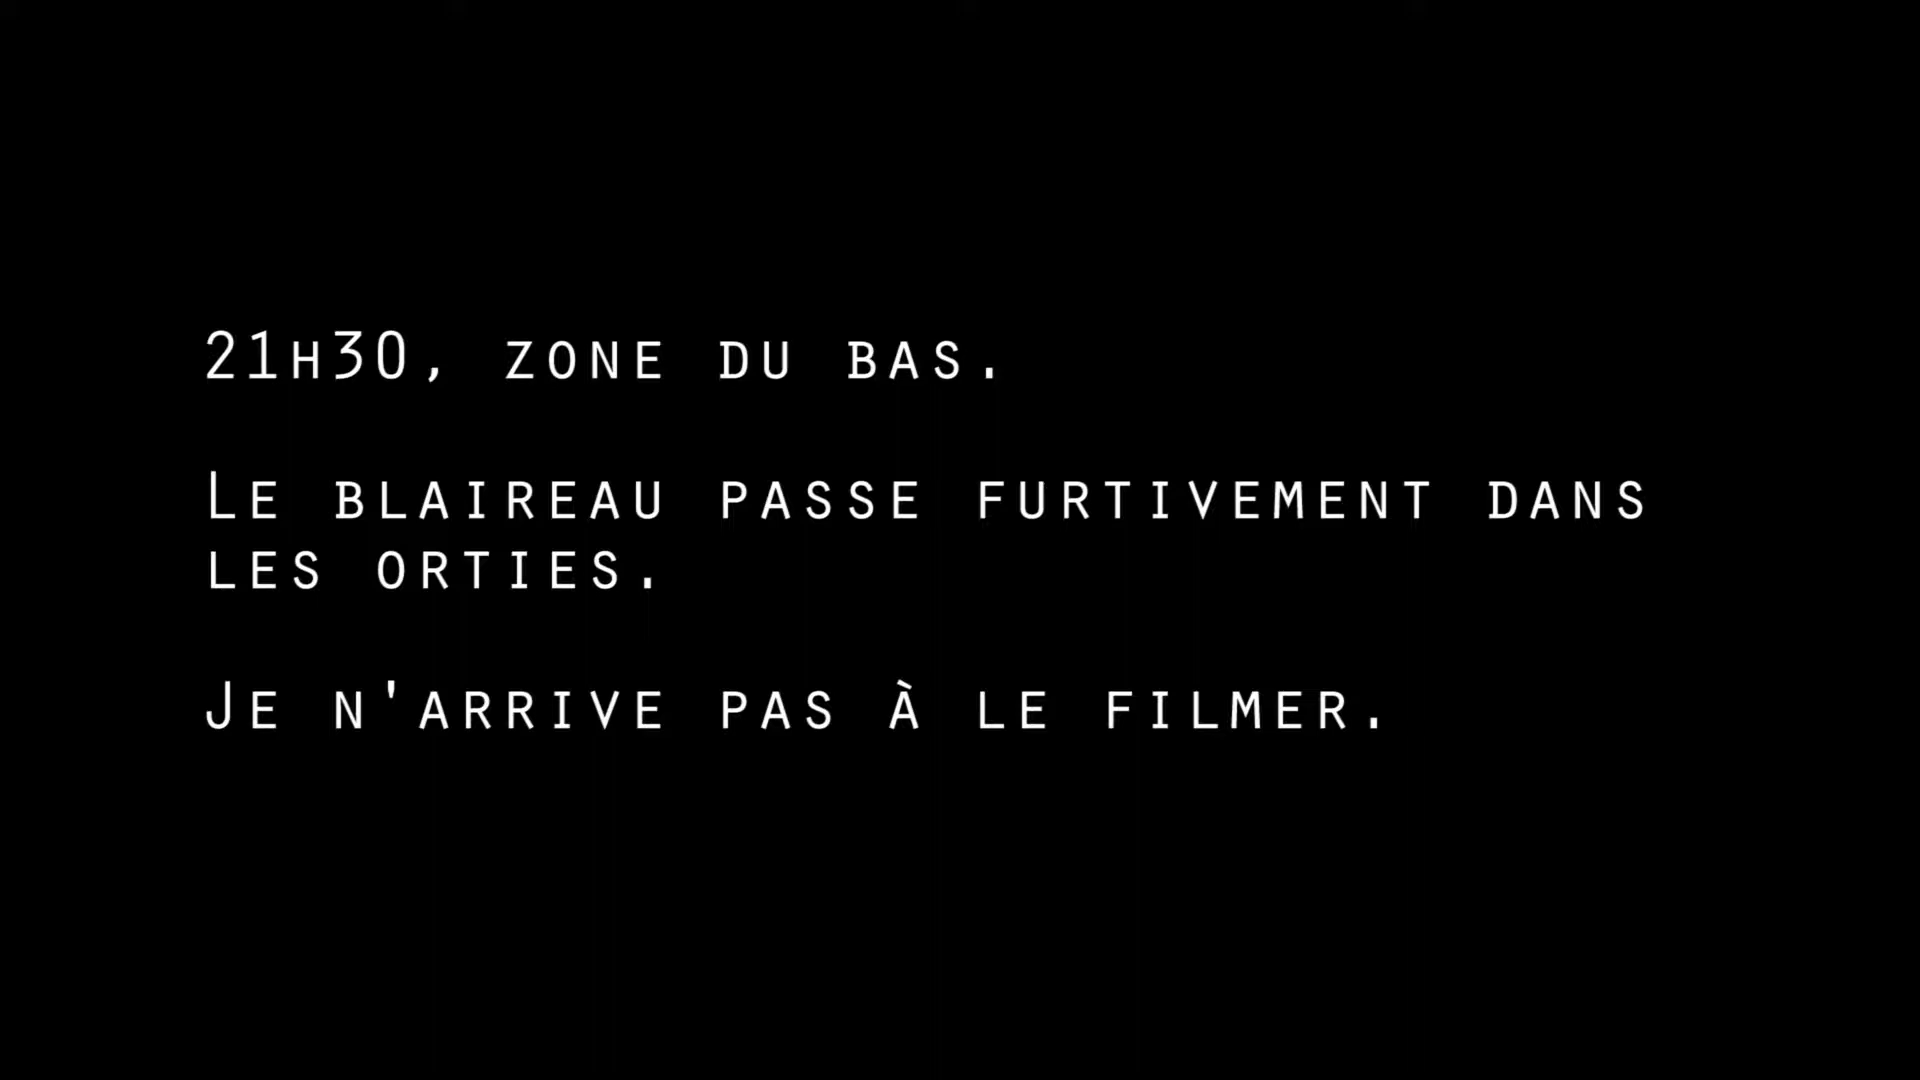 21h30, zone du bas.
Le blaireau passe furtivement dans
les orties.
Je n'arrive pas à le filmer.